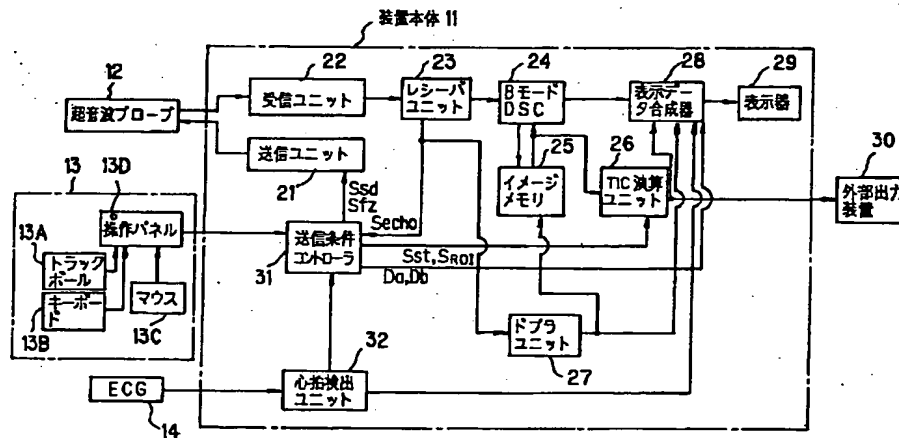 装置本体 11
12
超音波プローブ
22
受信ユニット
23
レシーバ
ユニット
24
Bモード
DSC
28
表示デー
タ合成器
29
表示器
送信ユニット
21
25
イメージ
メモリ
26
TIC演算
ユニット
30
外部出力
装置
Ssd
Sfz
Secho
13
13D
操作パネル
13A
トラック
ボール
キーボー
ド
13B
マウス
13C
送信条件
コントローラ
31
Sst, SROI
Da, Db
ドプラ
ユニット
27
32
心拍検出
ユニット
ECG
14